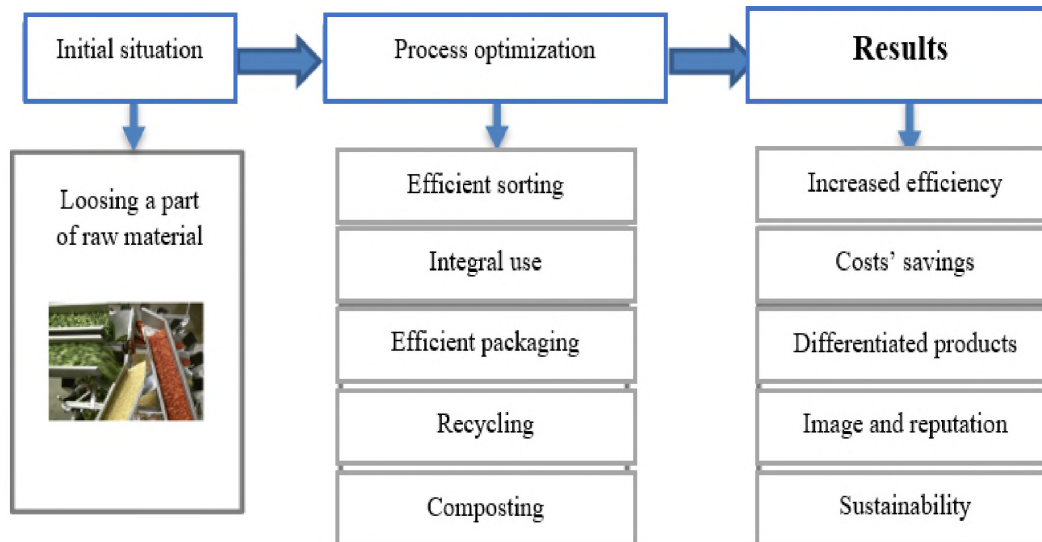 Initial situation
Process optimization
Results
Loosing a part
of raw material
Efficient sorting
Integral use
Efficient packaging
Recycling
Composting
Increased efficiency
Costs’ savings
Differentiated products
Image and reputation
Sustainability